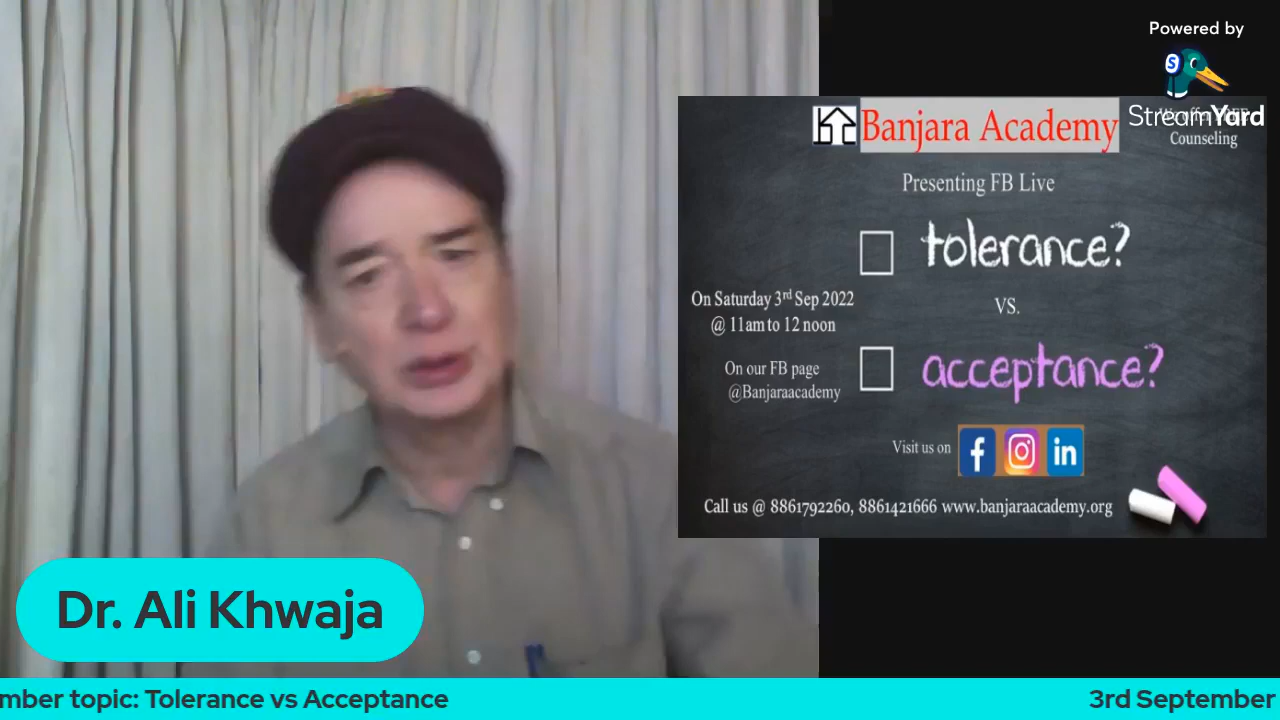 Powered by
StreamYard
Banjara Academy
Counseling
Presenting FB Live
tolerance?
VS.
On Saturday 3rd Sep 2022
@ 11am to 12 noon
On our FB page
@Banjaraacademy
acceptance?
Visit us on
Call us @ 8861792260, 8861421666 www.banjaraacademy.org
Dr. Ali Khwaja
mber topic: Tolerance vs Acceptance
3rd September